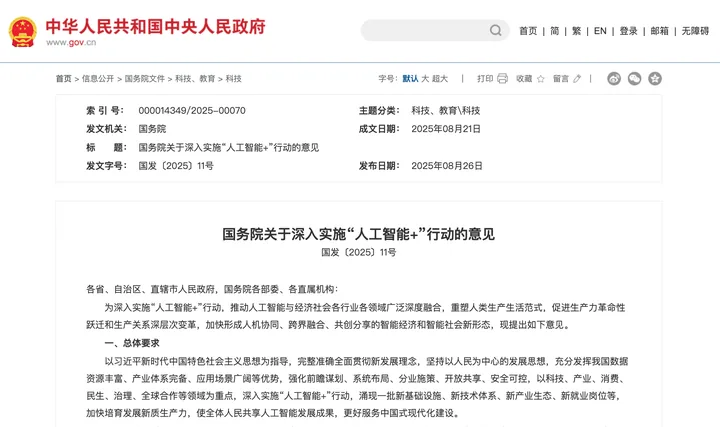 中华人民共和国中央人民政府
www.gov.cn
首页 | 简 | 繁 | EN | 登录 | 邮箱 | 无障碍
首页 > 信息公开 > 国务院文件 > 科技、教育 > 科技
字号：默认 大 超大 | 打印 收藏 留言 |
索 引 号： 000014349/2025-00070 主题分类： 科技、教育\科技
发文机关： 国务院 成文日期： 2025年08月21日
标 题： 国务院关于深入实施“人工智能+”行动的意见
发文字号： 国发〔2025〕11号 发布日期： 2025年08月26日
国务院关于深入实施“人工智能+”行动的意见
国发〔2025〕11号
各省、自治区、直辖市人民政府，国务院各部委、各直属机构：
为深入实施“人工智能+”行动，推动人工智能与经济社会各行业各领域广泛深度融合，重塑人类生产生活范式，促进生产力革命性
跃迁和生产关系深层次变革，加快形成人机协同、跨界融合、共创分享的智能经济和智能社会新形态，现提出如下意见。
一、总体要求
以习近平新时代中国特色社会主义思想为指导，完整准确全面贯彻新发展理念，坚持以人民为中心的发展思想，充分发挥我国数据
资源丰富、产业体系完备、应用场景广阔等优势，强化前瞻谋划、系统布局、分业施策、开放共享、安全可控，以科技、产业、消费、
民生、治理、全球合作等领域为重点，深入实施“人工智能+”行动，涌现一批新基础设施、新技术体系、新产业生态、新就业岗位等，
加快培育发展新质生产力，使全体人民共享人工智能发展成果，更好服务中国式现代化建设。